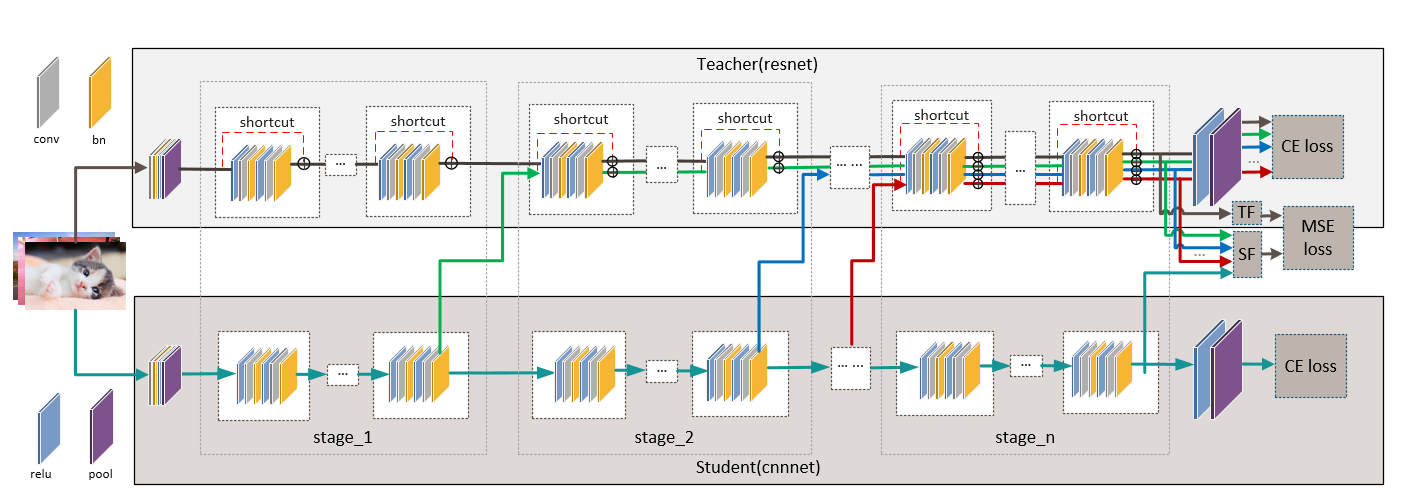 Teacher(resnet)
conv
bn
shortcut
shortcut
shortcut
shortcut
shortcut
shortcut
...
...
... ...
...
CE loss
...
TF
SF
...
MSE
loss
...
...
... ...
...
CE loss
stage_1
stage_2
stage_n
Student(cnnnet)
relu
pool